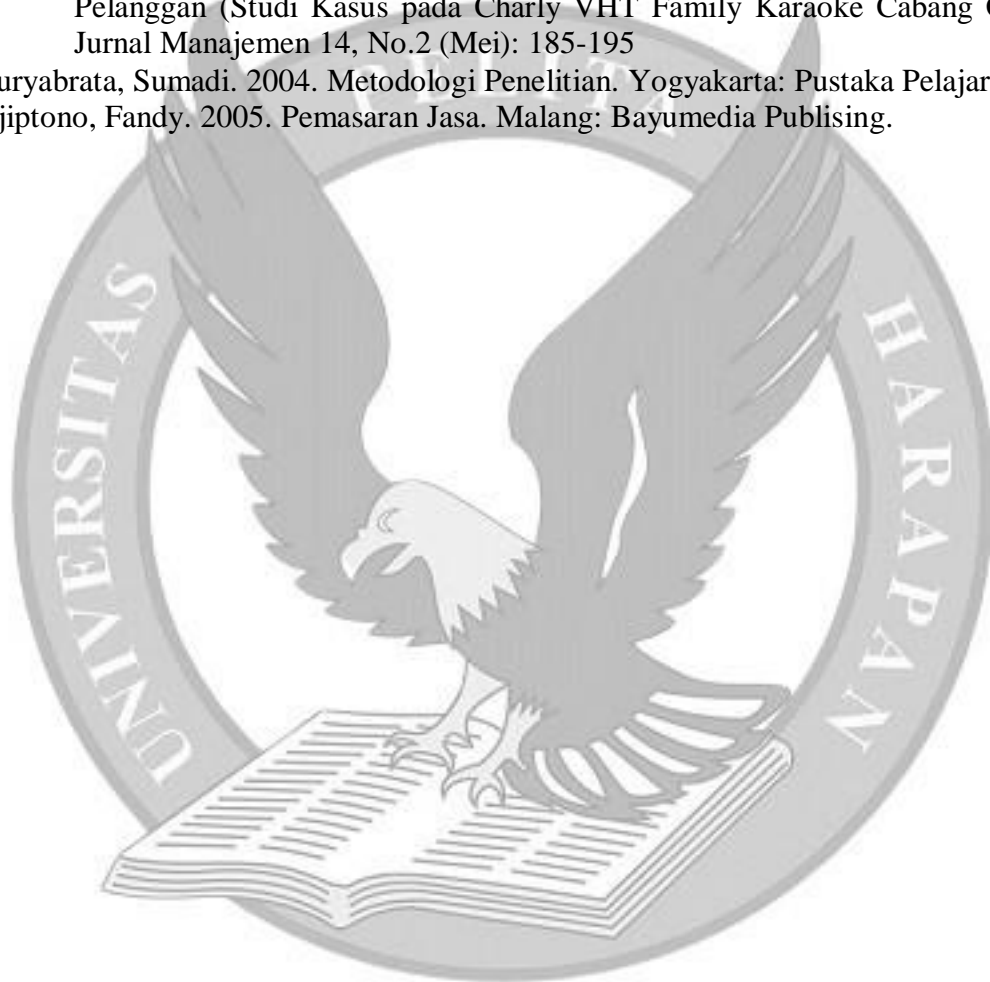 Pelanggan (Studi Kasus pada Charly VHT Family Karaoke Cabang
Jurnal Manajemen 14, No.2 (Mei): 185-195
uryabrata, Sumadi. 2004. Metodologi Penelitian. Yogyakarta: Pustaka Pelajar
jiptono, Fandy. 2005. Pemasaran Jasa. Malang: Bayumedia Publising.
UNIVERSITAS PELITA HARAPAN